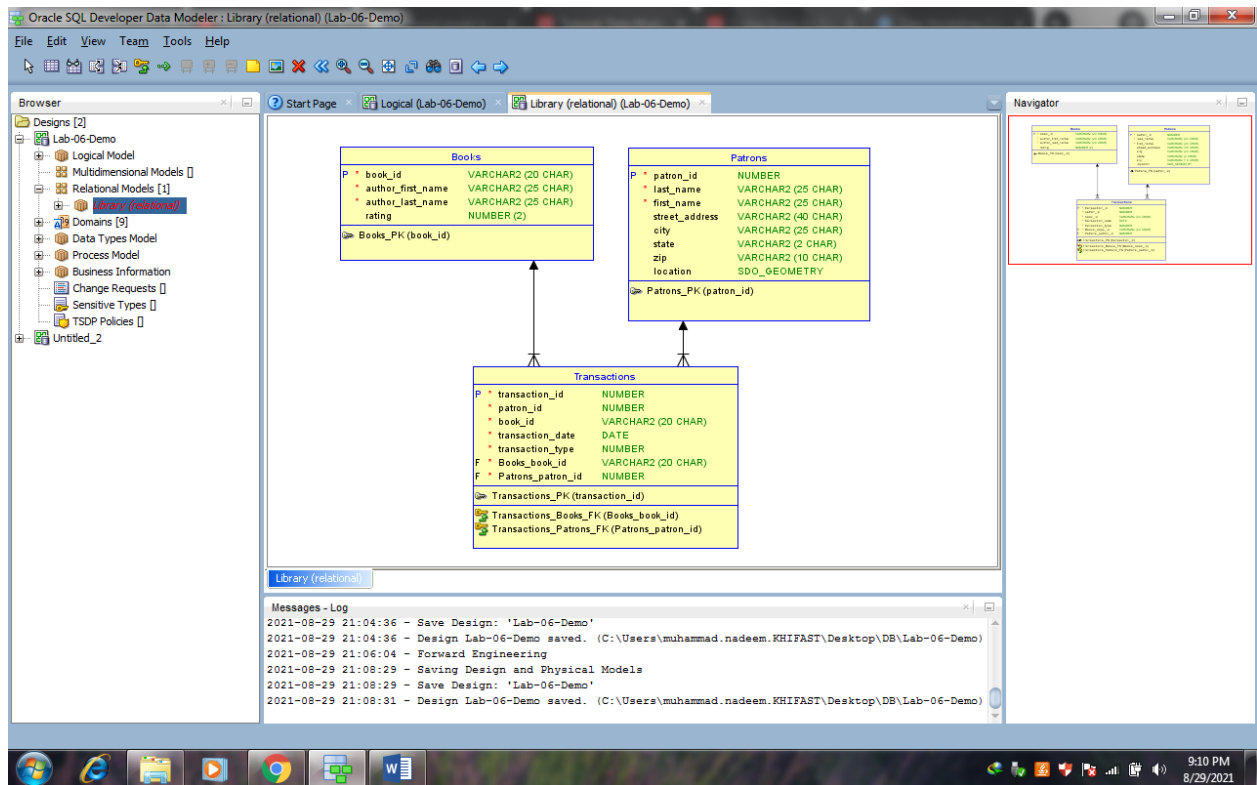 Oracle SQL Developer Data Modeler : Library (relational) (Lab-06-Demo)
File Edit View Team Tools Help
Browser
Designs [2]
Lab-06-Demo
Logical Model
Multidimensional Models []
Relational Models [1]
Library (relational)
Domains [9]
Data Types Model
Process Model
Business Information
Change Requests []
Sensitive Types []
TSDP Policies []
Untitled_2
Start Page Logical (Lab-06-Demo) Library (relational) (Lab-06-Demo)
Books
P * book_id VARCHAR2 (20 CHAR)
* author_first_name VARCHAR2 (25 CHAR)
* author_last_name VARCHAR2 (25 CHAR)
rating NUMBER (2)
Books_PK (book_id)
Patrons
P * patron_id NUMBER
* last_name VARCHAR2 (25 CHAR)
* first_name VARCHAR2 (25 CHAR)
street_address VARCHAR2 (40 CHAR)
city VARCHAR2 (25 CHAR)
state VARCHAR2 (2 CHAR)
zip VARCHAR2 (10 CHAR)
location SDO_GEOMETRY
Patrons_PK (patron_id)
Transactions
P * transaction_id NUMBER
* patron_id NUMBER
* book_id VARCHAR2 (20 CHAR)
* transaction_date DATE
* transaction_type NUMBER
F * Books_book_id VARCHAR2 (20 CHAR)
F * Patrons_patron_id NUMBER
Transactions_PK (transaction_id)
Transactions_Books_FK (Books_book_id)
Transactions_Patrons_FK (Patrons_patron_id)
Library (relational)
Navigator
Messages - Log
2021-08-29 21:04:36 - Save Design: 'Lab-06-Demo'
2021-08-29 21:04:36 - Design Lab-06-Demo saved. (C:\Users\muhammad.nadeem.KHIFAST\Desktop\DB\Lab-06-Demo)
2021-08-29 21:06:04 - Forward Engineering
2021-08-29 21:08:29 - Saving Design and Physical Models
2021-08-29 21:08:29 - Save Design: 'Lab-06-Demo'
2021-08-29 21:08:31 - Design Lab-06-Demo saved. (C:\Users\muhammad.nadeem.KHIFAST\Desktop\DB\Lab-06-Demo)
9:10 PM
8/29/2021